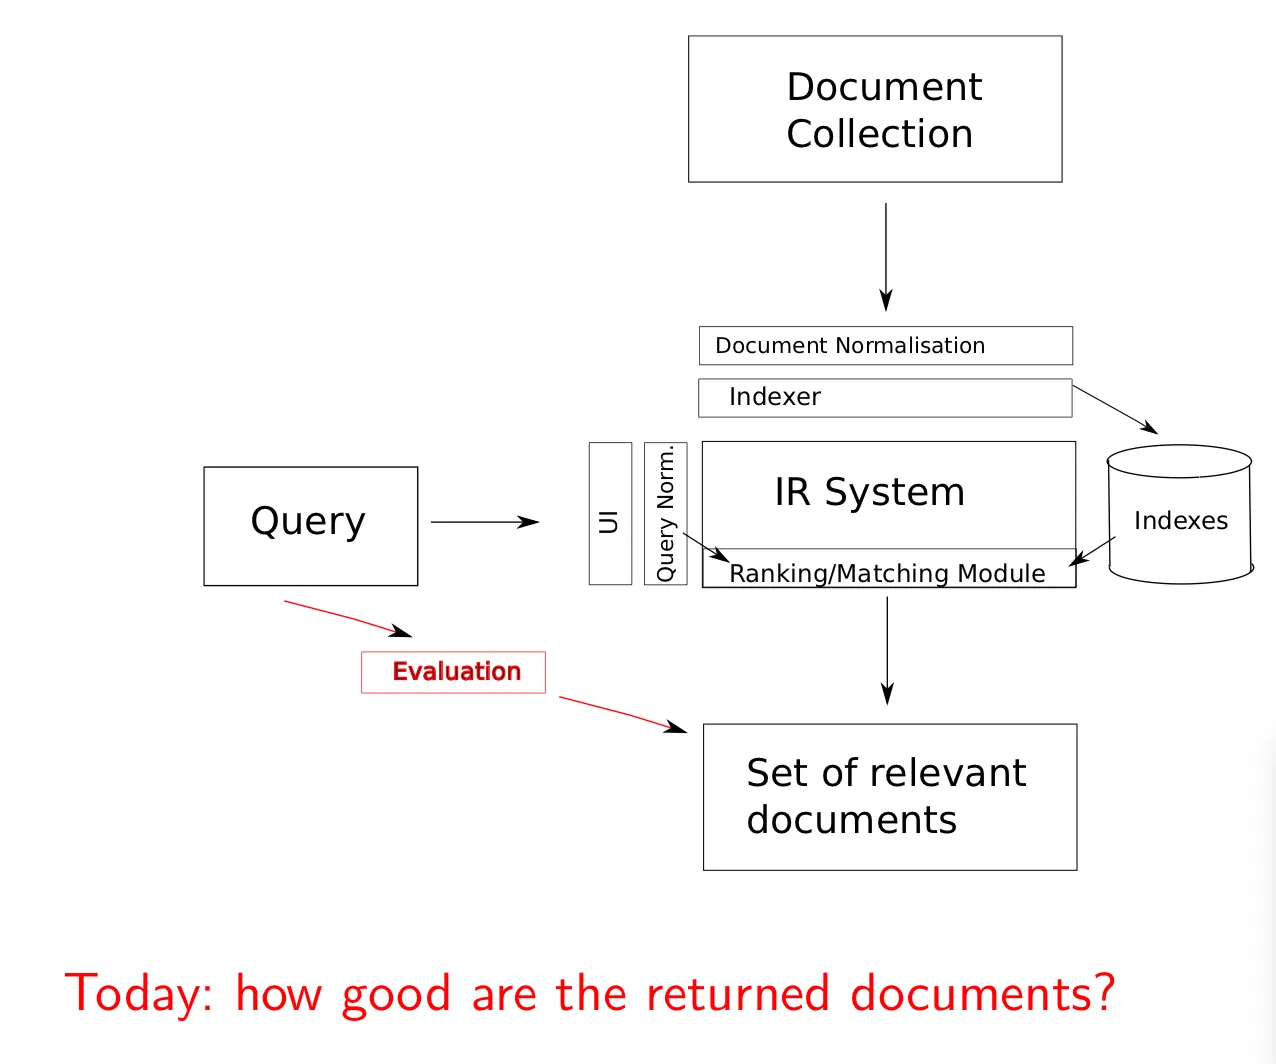 Document
Collection
Document Normalisation
Indexer
Query
UI
Query Norm.
IR System
Ranking/Matching Module
Indexes
Evaluation
Set of relevant
documents
Today: how good are the returned documents?